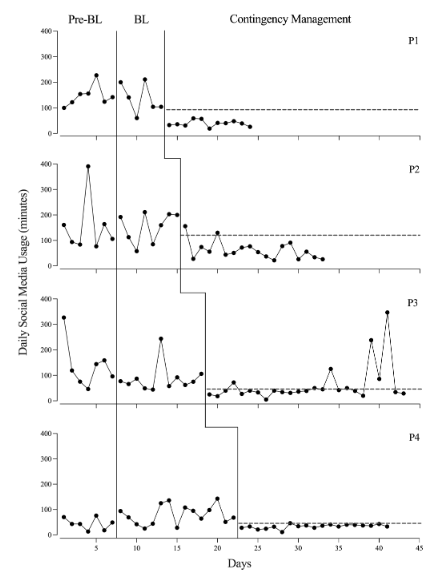 Pre-BL BL Contingency Management
400
300
200
100
0
P1
400
300
200
100
0
P2
400
300
200
100
0
P3
400
300
200
100
0
P4
Daily Social Media Usage (minutes)
5 10 15 20 25 30 35 40 45
Days